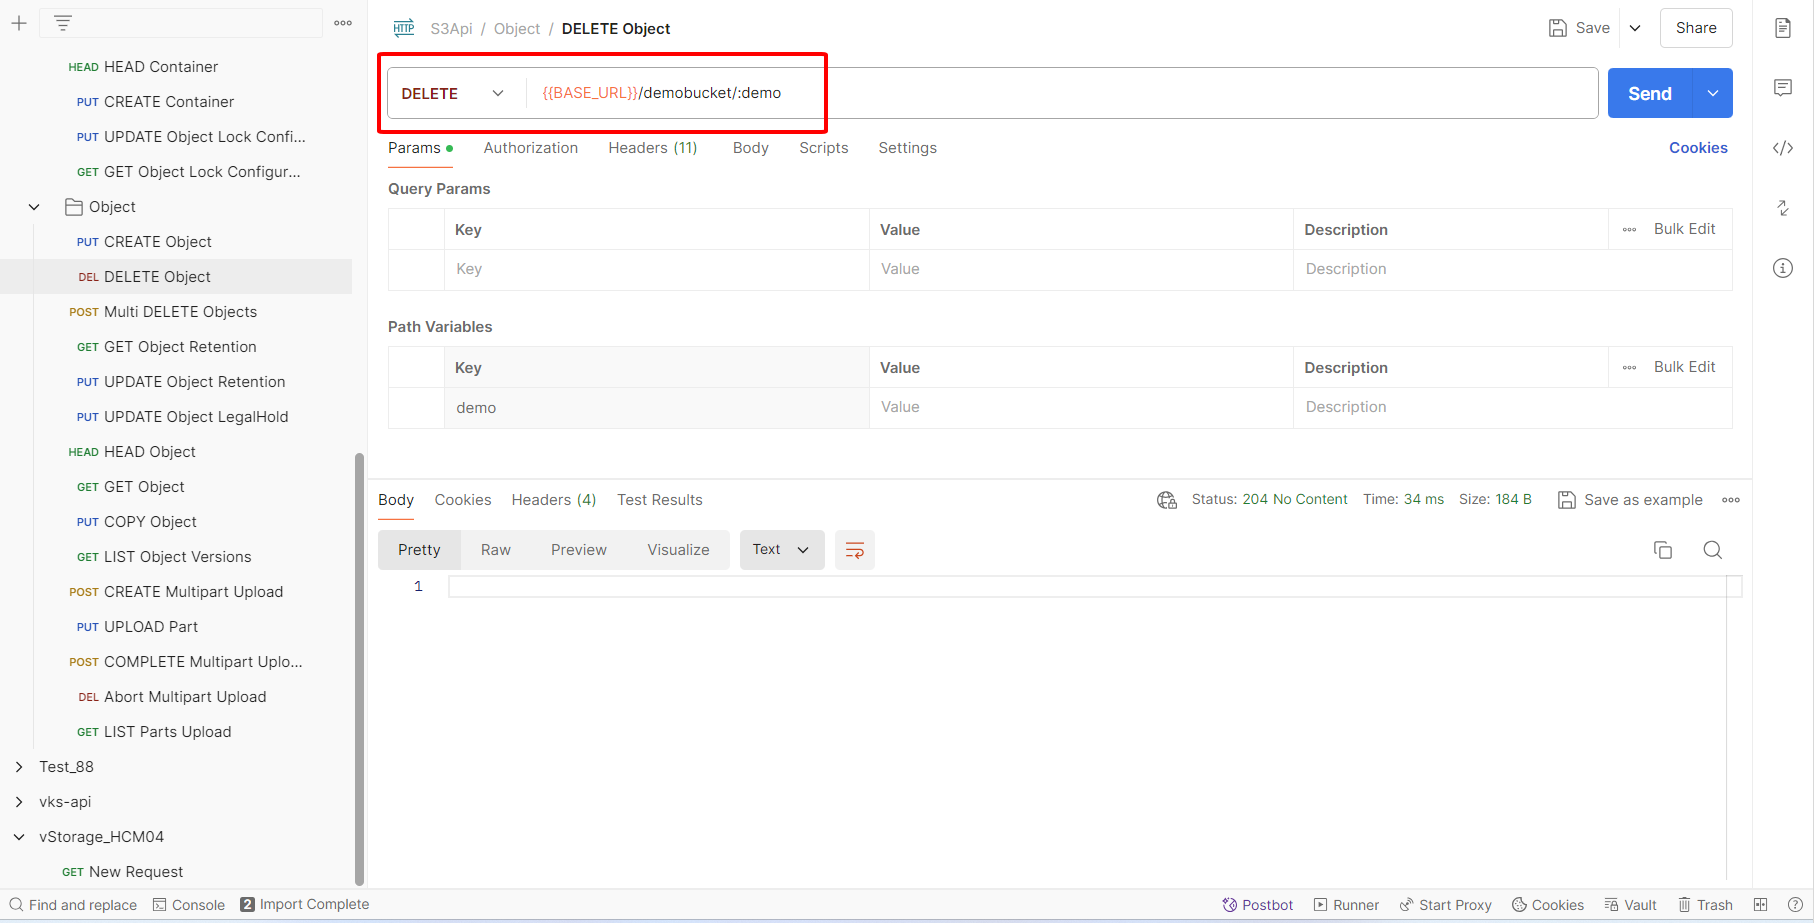 HEAD HEAD Container
PUT CREATE Container
PUT UPDATE Object Lock Confi...
GET GET Object Lock Configur...
Object
PUT CREATE Object
DEL DELETE Object
POST Multi DELETE Objects
GET GET Object Retention
PUT UPDATE Object Retention
PUT UPDATE Object LegalHold
HEAD HEAD Object
GET GET Object
PUT COPY Object
GET LIST Object Versions
POST CREATE Multipart Upload
PUT UPLOAD Part
POST COMPLETE Multipart Uplo...
DEL Abort Multipart Upload
GET LIST Parts Upload
Test_88
vks-api
vStorage_HCM04
GET New Request
HTTP S3Api / Object / DELETE Object
Save Share
DELETE {{BASE_URL}}/demobucket/:demo Send
Params Authorization Headers (11) Body Scripts Settings Cookies
Query Params
Key Value Description Bulk Edit
Key Value Description
Path Variables
Key Value Description Bulk Edit
demo Value Description
Body Cookies Headers (4) Test Results Status: 204 No Content Time: 34 ms Size: 184 B Save as example
Pretty Raw Preview Visualize Text
1
Find and replace Console 2 Import Complete Postbot Runner Start Proxy Cookies Vault Trash